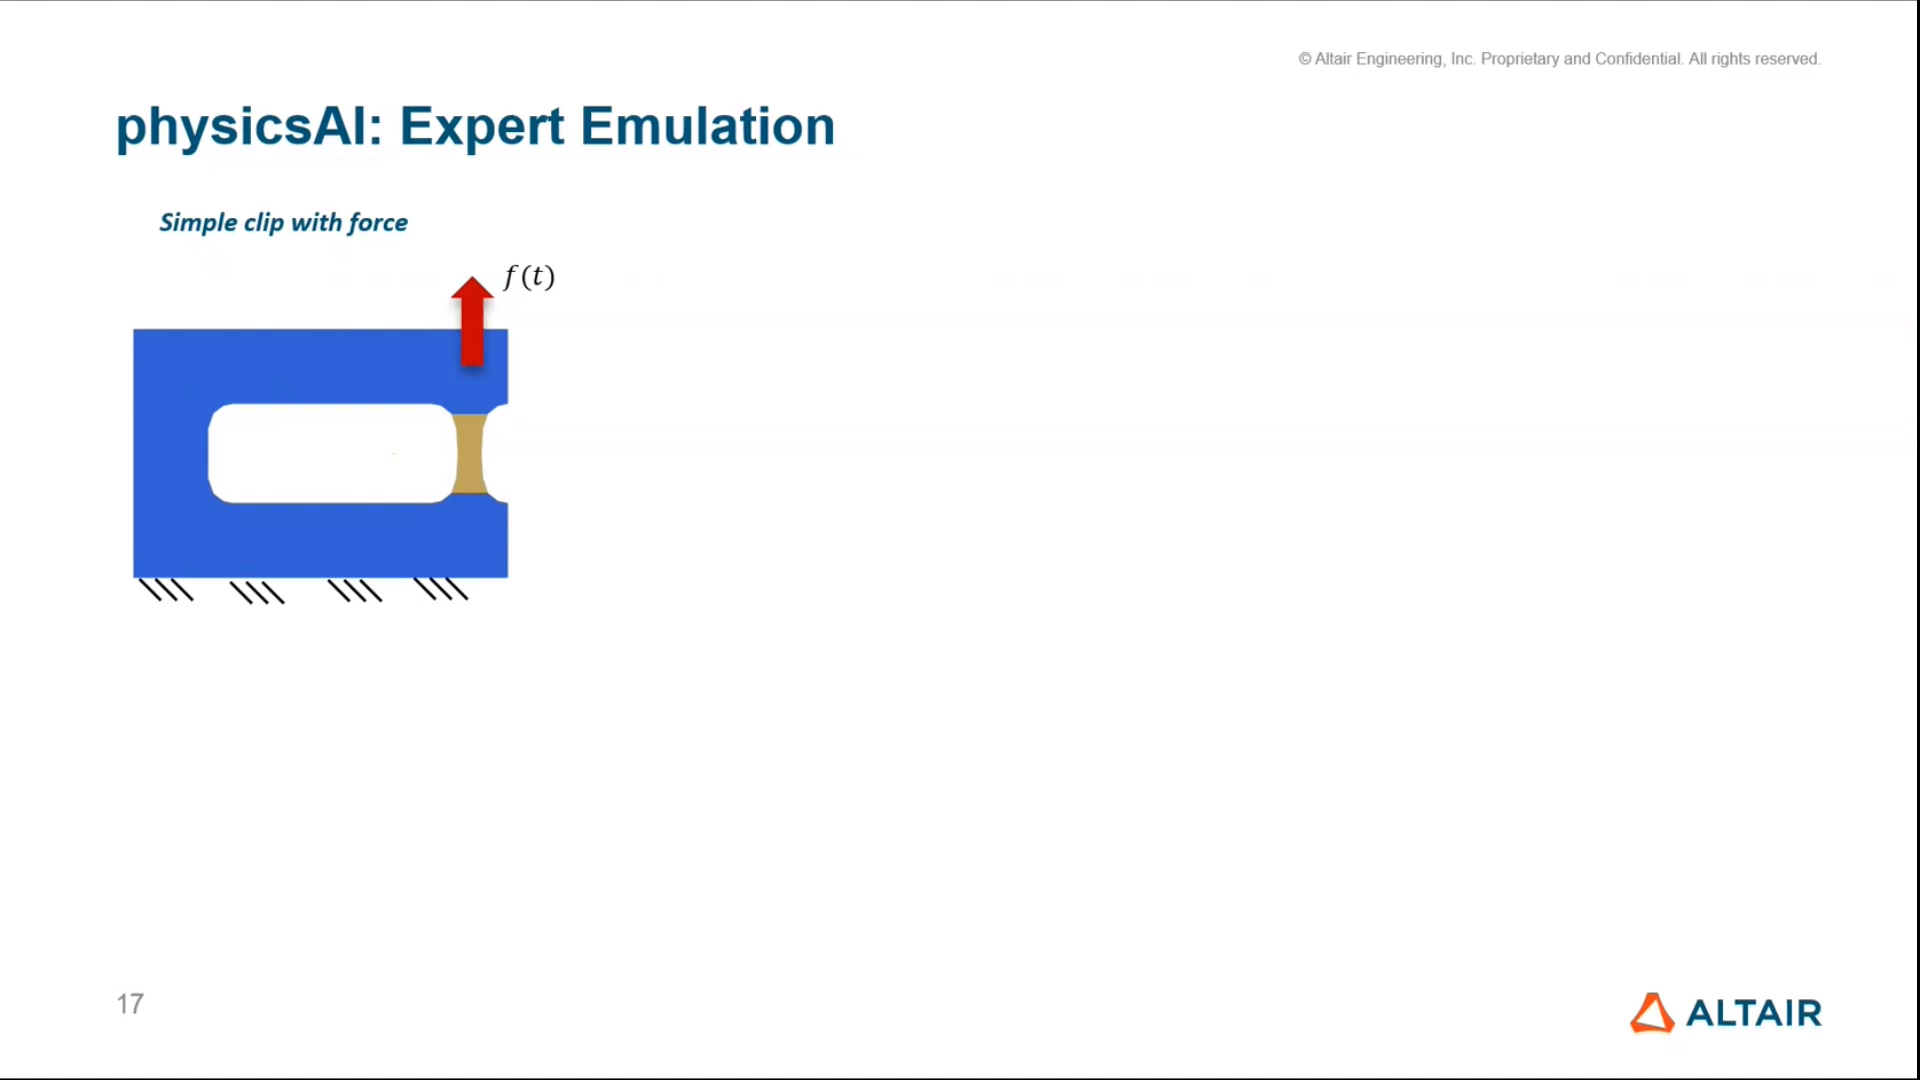 © Altair Engineering, Inc. Proprietary and Confidential. All rights reserved.
physicsAI: Expert Emulation
Simple clip with force
f(t)
17
ALTAIR